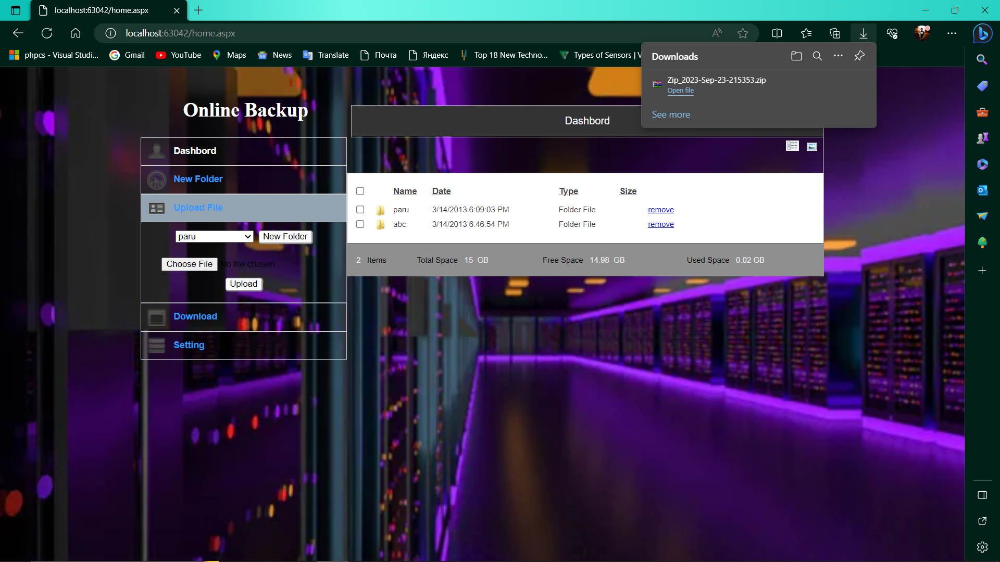 localhost:63042/home.aspx
localhost:63042/home.aspx
phpcs - Visual Studi...
Gmail
YouTube
Maps
News
Translate
Почта
Яндекс
Top 18 New Techno...
Types of Sensors | V
Downloads
Zip_2023-Sep-23-215353.zip
Open file
See more
Online Backup
Dashbord
New Folder
Upload File
paru
New Folder
Choose File No file chosen
Upload
Download
Setting
Dashbord
Name Date Type Size
paru 3/14/2013 6:09:03 PM Folder File remove
abc 3/14/2013 6:46:54 PM Folder File remove
2 Items Total Space 15 GB Free Space 14.98 GB Used Space 0.02 GB